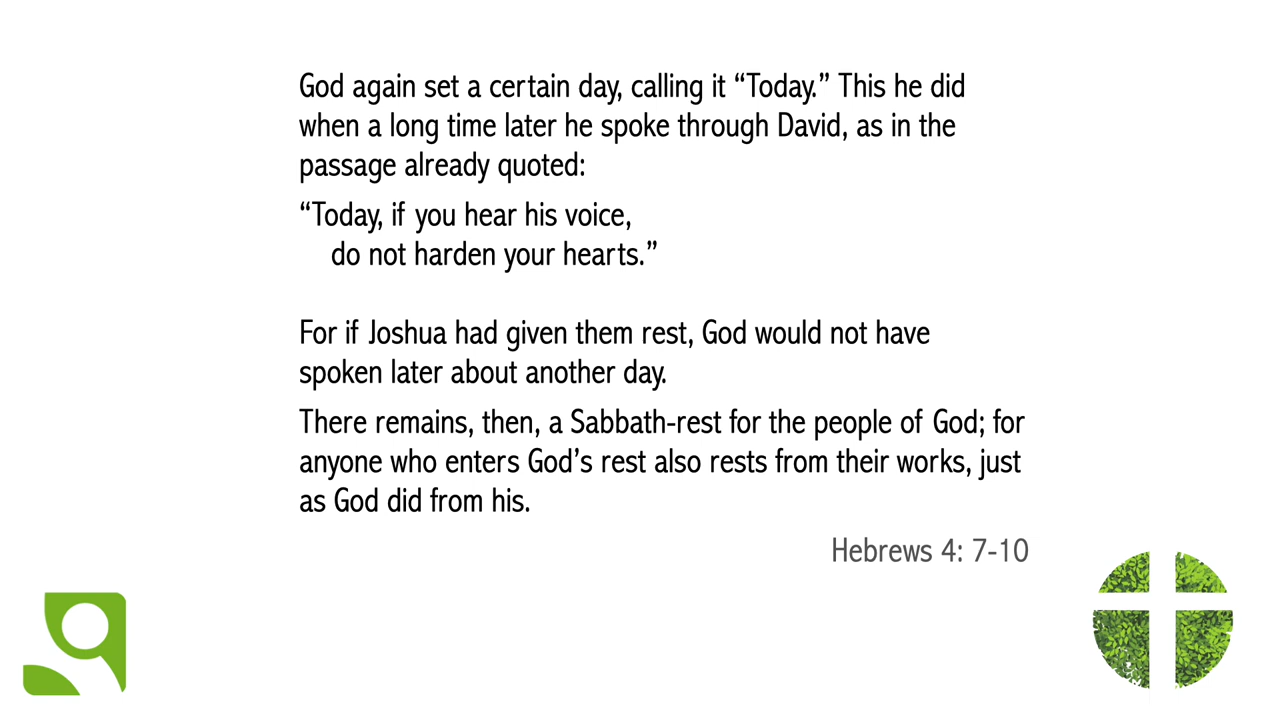 God again set a certain day, calling it “Today.” This he did
when a long time later he spoke through David, as in the
passage already quoted:
“Today, if you hear his voice,
do not harden your hearts.”
For if Joshua had given them rest, God would not have
spoken later about another day.
There remains, then, a Sabbath-rest for the people of God; for
anyone who enters God’s rest also rests from their works, just
as God did from his.
Hebrews 4: 7-10